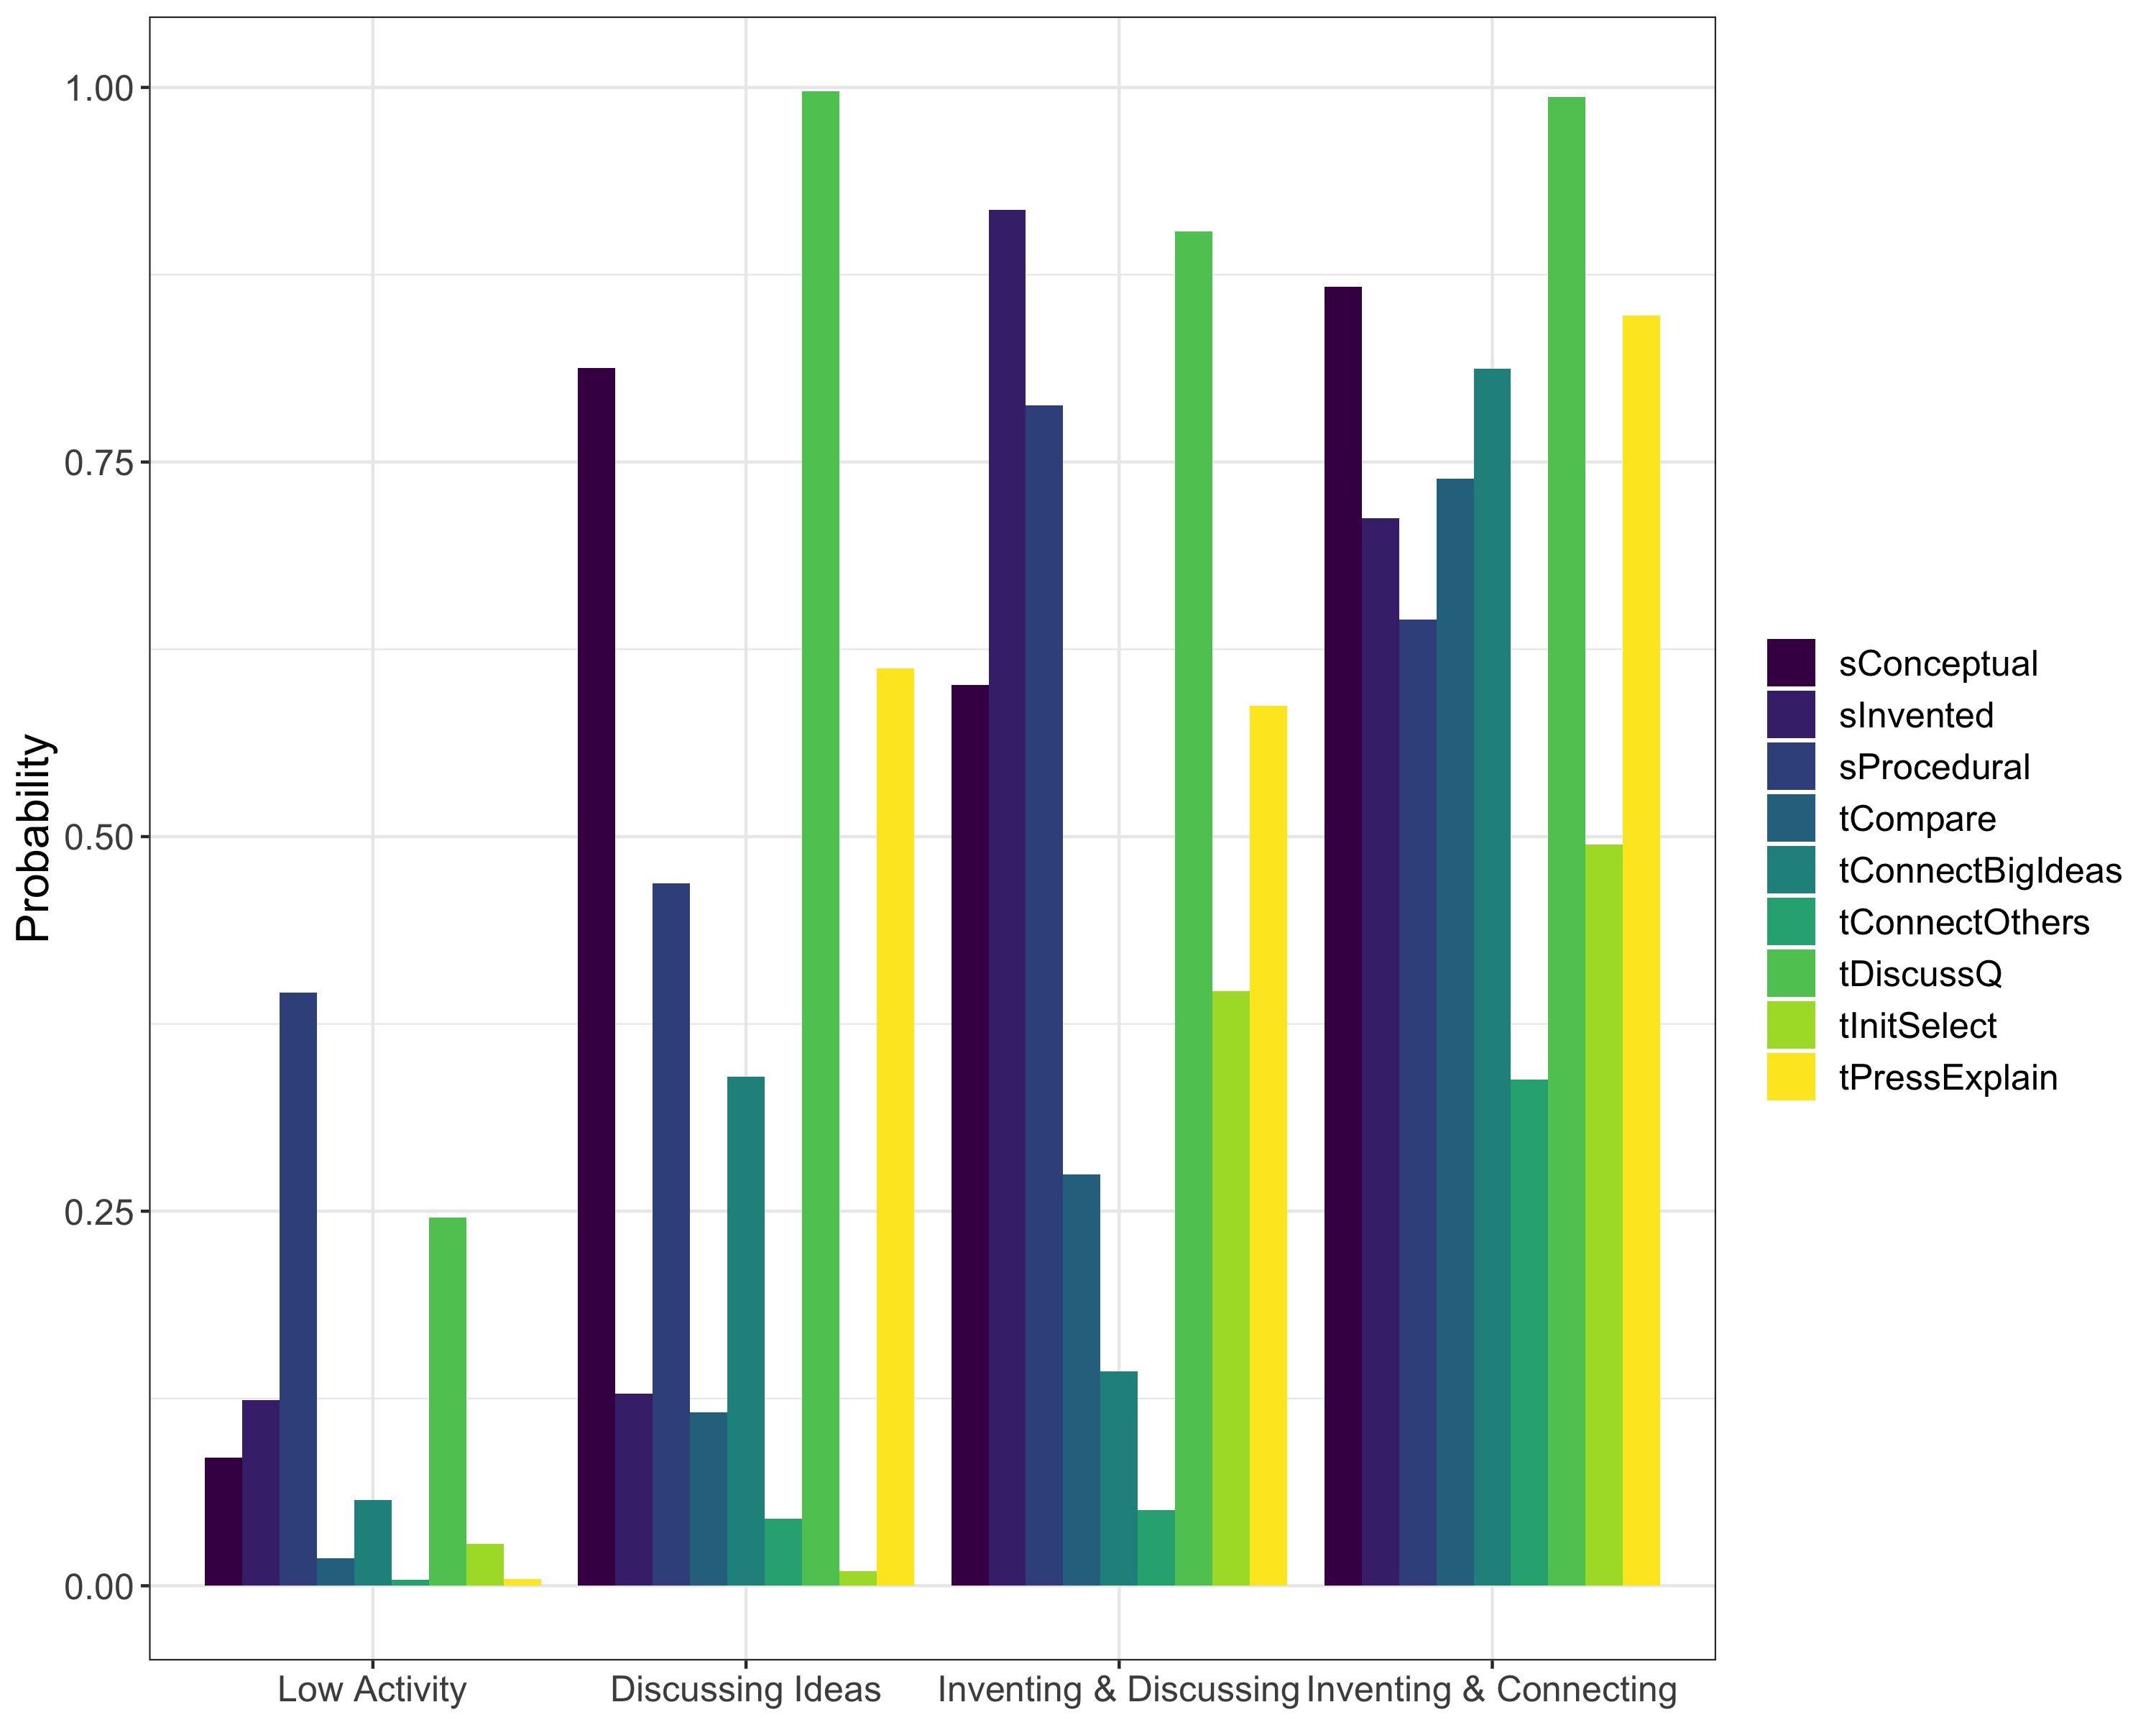 Probability
1.00
0.75
0.50
0.25
0.00
Low Activity
Discussing Ideas
Inventing & Discussing
Inventing & Connecting
sConceptual
sInvented
sProcedural
tCompare
tConnectBigIdeas
tConnectOthers
tDiscussQ
tInitSelect
tPressExplain